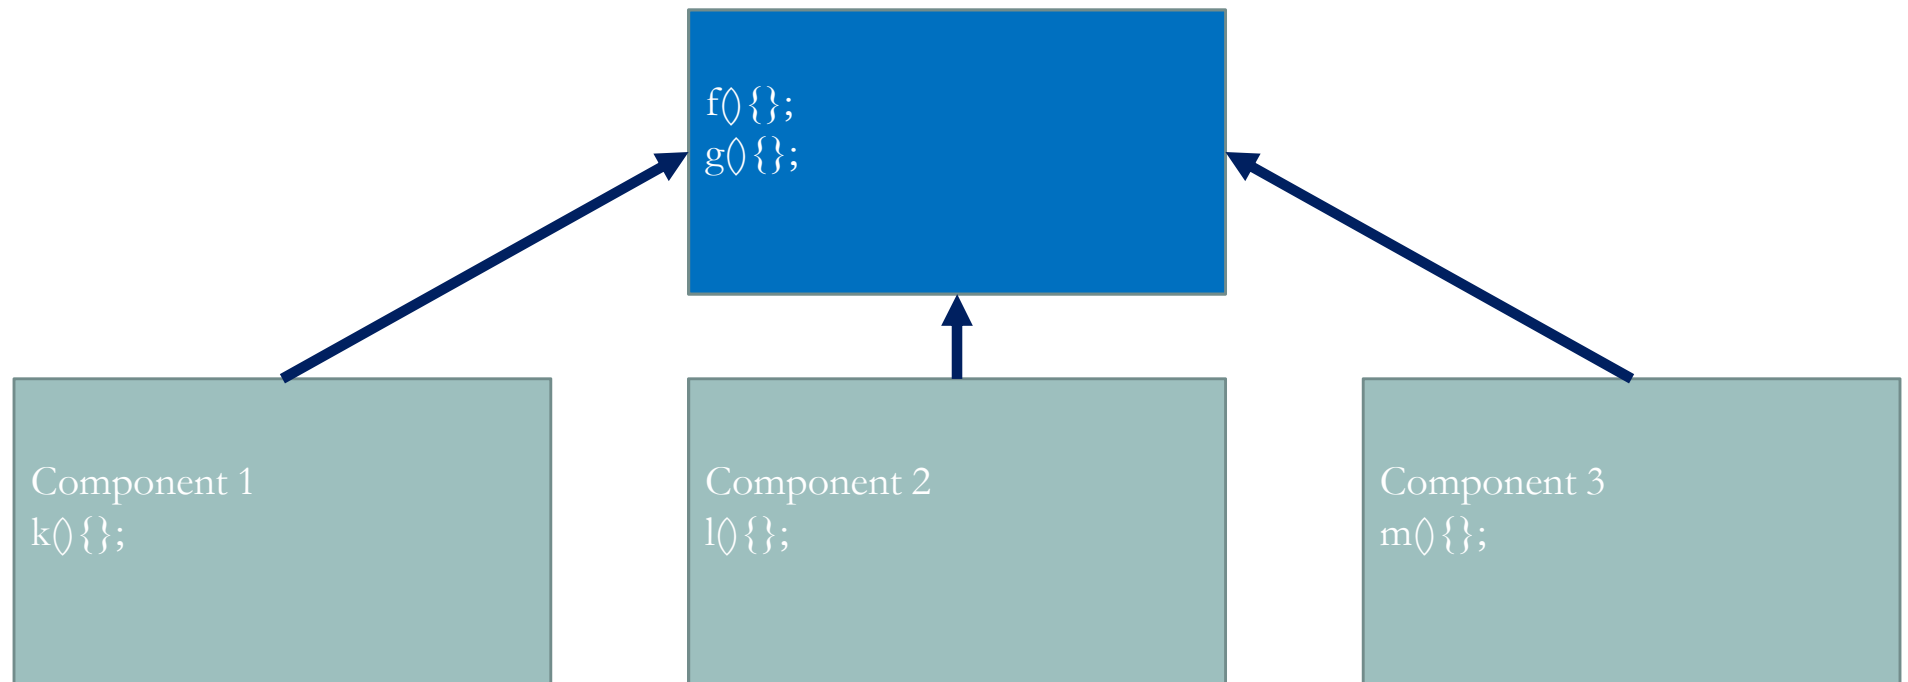 f(){};
g(){};
Component 1
k(){};
Component 2
l(){};
Component 3
m(){};